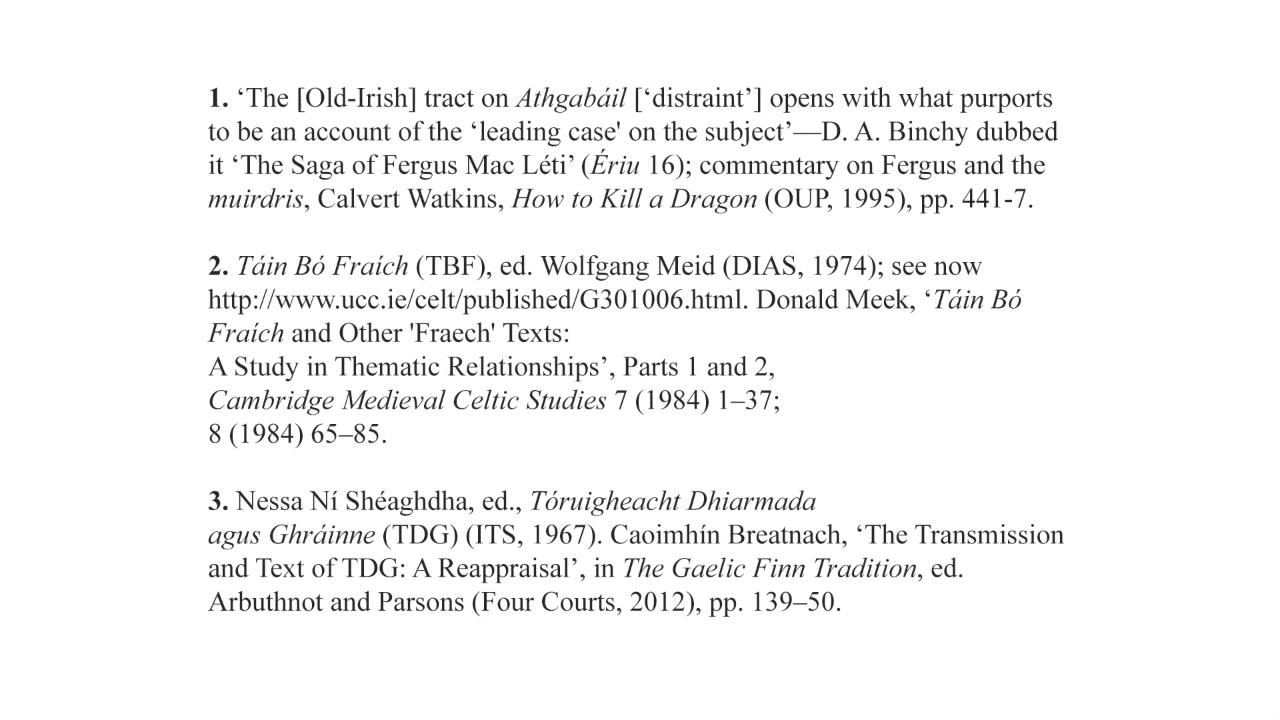 1. ‘The [Old-Irish] tract on Athgabáil [‘distraint’] opens with what purports
to be an account of the ‘leading case' on the subject’—D. A. Binchy dubbed
it ‘The Saga of Fergus Mac Léti’ (Ériu 16); commentary on Fergus and the
muirdris, Calvert Watkins, How to Kill a Dragon (OUP, 1995), pp. 441-7.
2. Táin Bó Fraích (TBF), ed. Wolfgang Meid (DIAS, 1974); see now
http://www.ucc.ie/celt/published/G301006.html. Donald Meek, ‘Táin Bó
Fraích and Other 'Fraech' Texts:
A Study in Thematic Relationships’, Parts 1 and 2,
Cambridge Medieval Celtic Studies 7 (1984) 1–37;
8 (1984) 65–85.
3. Nessa Ní Shéaghdha, ed., Tóruigheacht Dhiarmada
agus Ghráinne (TDG) (ITS, 1967). Caoimhín Breatnach, ‘The Transmission
and Text of TDG: A Reappraisal’, in The Gaelic Finn Tradition, ed.
Arbuthnot and Parsons (Four Courts, 2012), pp. 139–50.